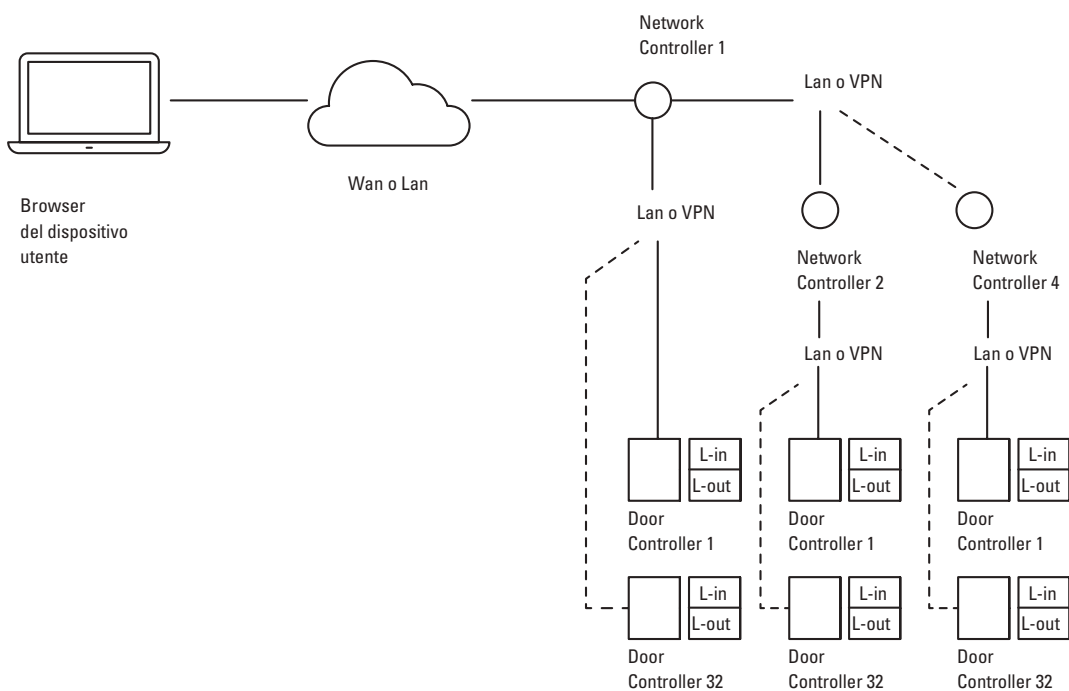 Network
Controller 1
Lan o VPN
Wan o Lan
Browser
del dispositivo
utente
Lan o VPN
Network
Controller 2
Network
Controller 4
Lan o VPN
Lan o VPN
L-in
L-out
Door
Controller 1
L-in
L-out
Door
Controller 1
L-in
L-out
Door
Controller 1
L-in
L-out
Door
Controller 32
L-in
L-out
Door
Controller 32
L-in
L-out
Door
Controller 32